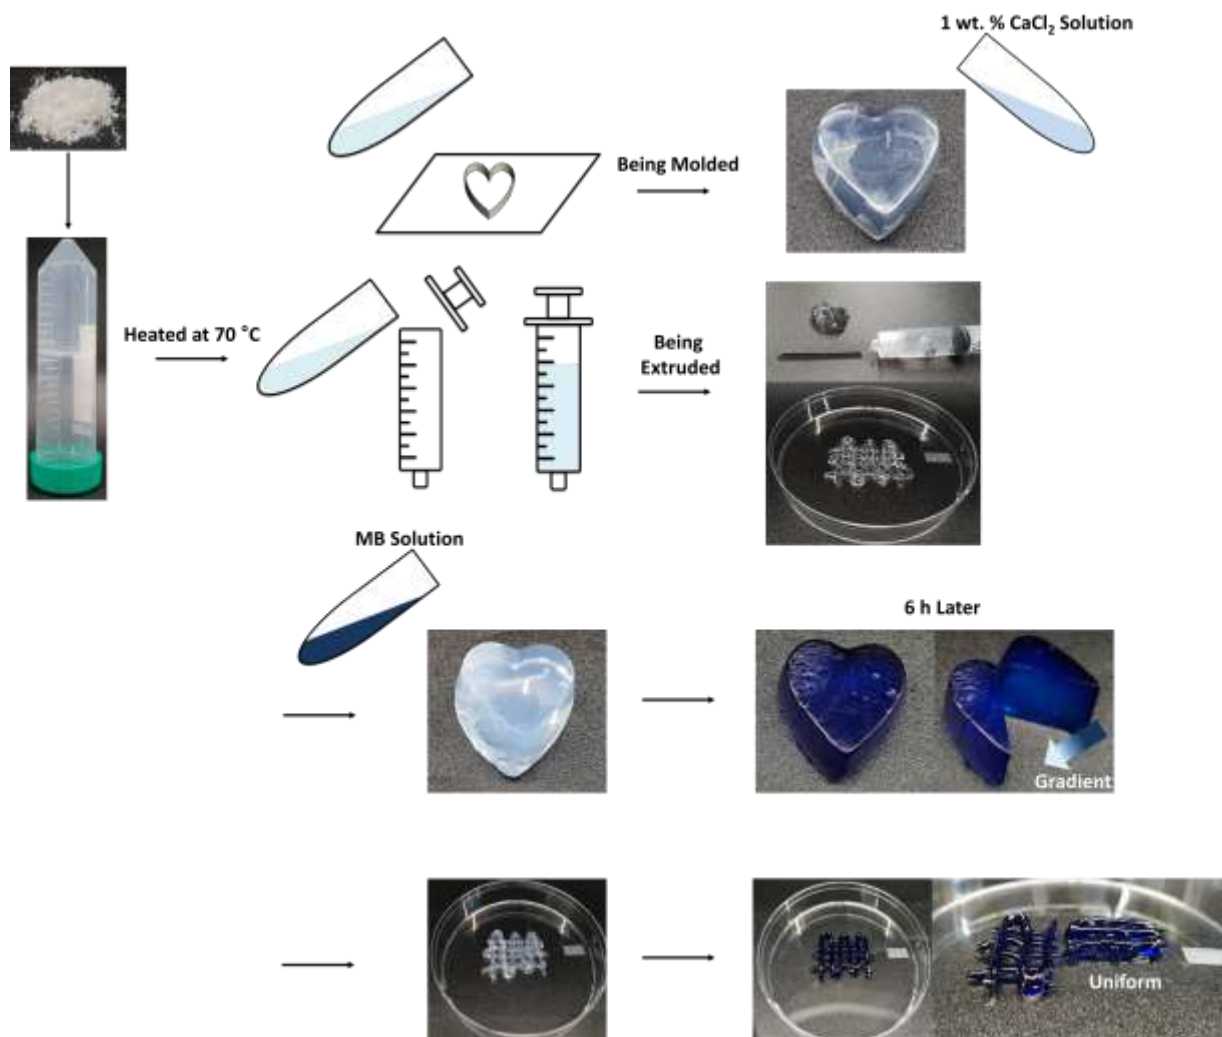 1 wt. % CaCl₂ Solution
Being Molded
Heated at 70 °C
Being
Extruded
MB Solution
6 h Later
Gradient
Uniform